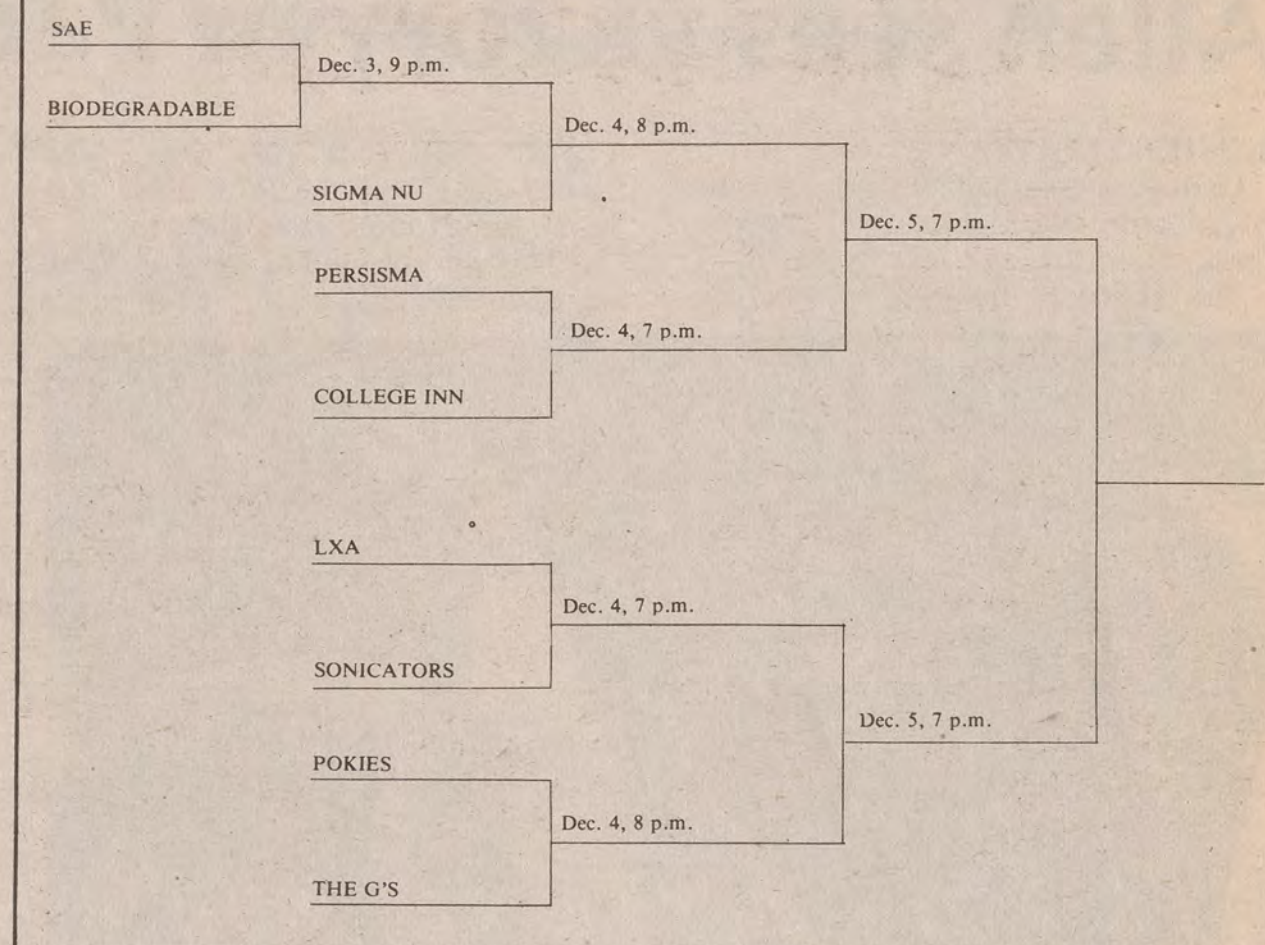 SAE
Dec. 3, 9 p.m.
BIODEGRADABLE
Dec. 4, 8 p.m.
SIGMA NU
Dec. 5, 7 p.m.
PERSISMA
Dec. 4, 7 p.m.
COLLEGE INN
LXA
Dec. 4, 7 p.m.
SONICATORS
Dec. 5, 7 p.m.
POKIES
Dec. 4, 8 p.m.
THE G'S